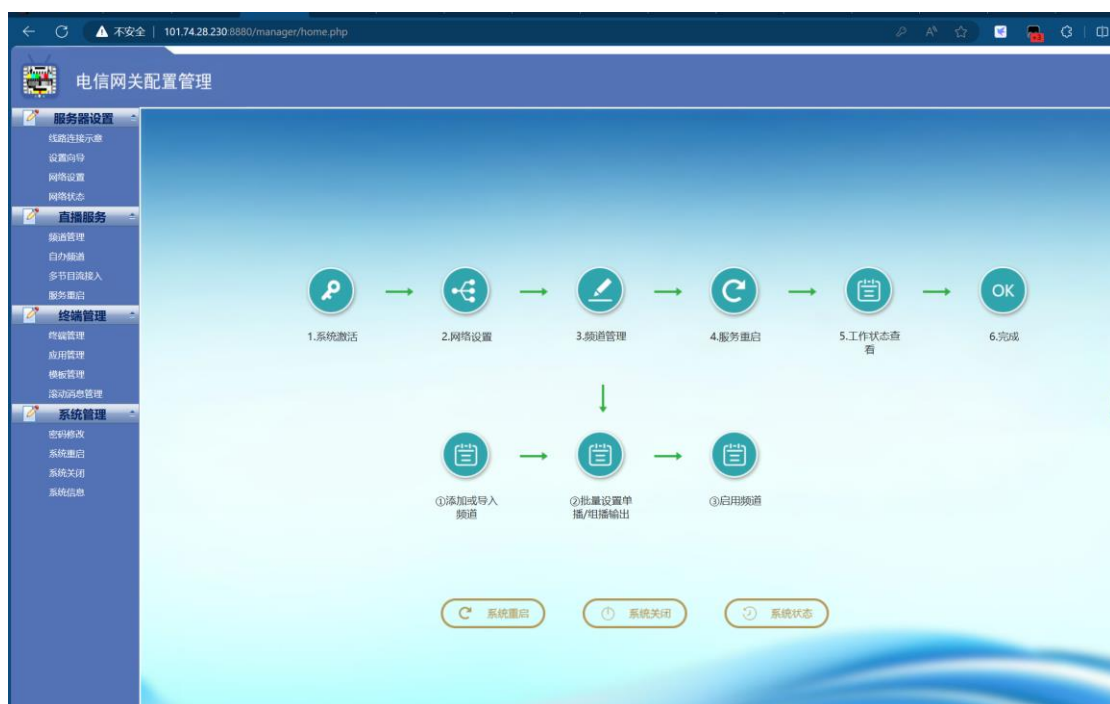 不安全 | 101.74.28.230:8880/manager/home.php
电信网关配置管理
服务器设置
线路连接示意
设置向导
网络设置
网络状态
直播服务
频道管理
自办频道
多节目流接入
服务重启
终端管理
终端管理
应用管理
模板管理
滚动消息管理
系统管理
密码修改
系统重启
系统关闭
系统信息
1.系统激活
2.网络设置
3.频道管理
4.服务重启
OK
5.工作状态查
看
6.完成
①添加或导入
频道
②批量设置单
播/组播输出
③启用频道
系统重启
系统关闭
系统状态